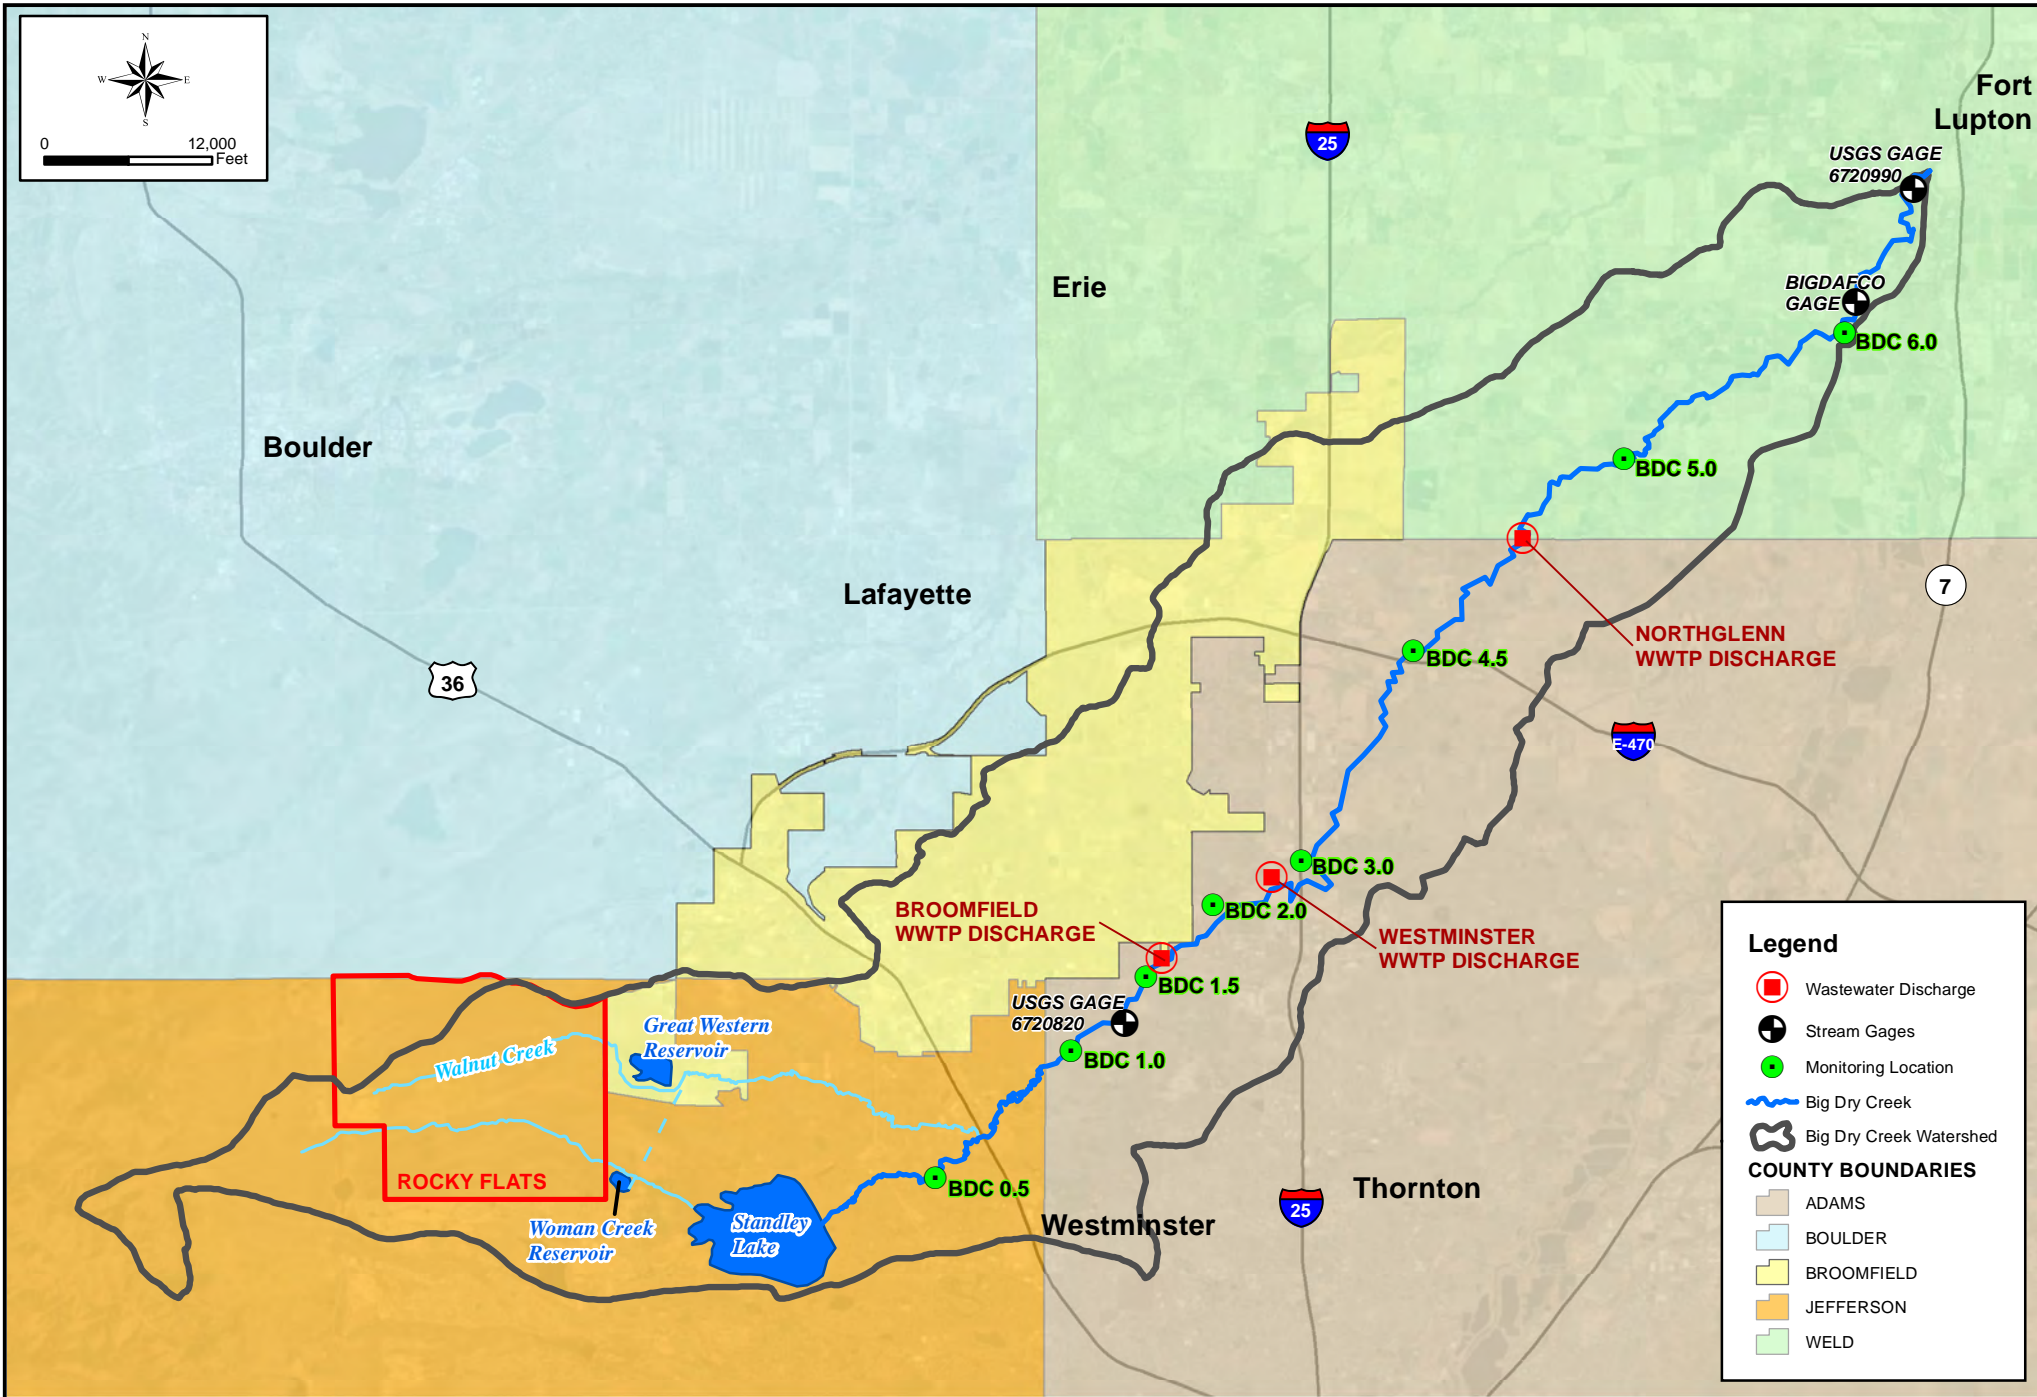 N
W
E
S
0
12,000
Feet
Fort
Lupton
25
USGS GAGE
6720990
Erie
BIGDAFCO
GAGE
BDC 6.0
Boulder
BDC 5.0
Lafayette
7
NORTHGLENN
WWTP DISCHARGE
BDC 4.5
36
E-470
BDC 3.0
BROOMFIELD
WWTP DISCHARGE
BDC 2.0
WESTMINSTER
WWTP DISCHARGE
BDC 1.5
USGS GAGE
6720820
Great Western
Reservoir
Walnut Creek
BDC 1.0
ROCKY FLATS
BDC 0.5
Thornton
25
Westminster
Woman Creek
Reservoir
Standley
Lake
Legend
Wastewater Discharge
Stream Gages
Monitoring Location
Big Dry Creek
Big Dry Creek Watershed
COUNTY BOUNDARIES
ADAMS
BOULDER
BROOMFIELD
JEFFERSON
WELD